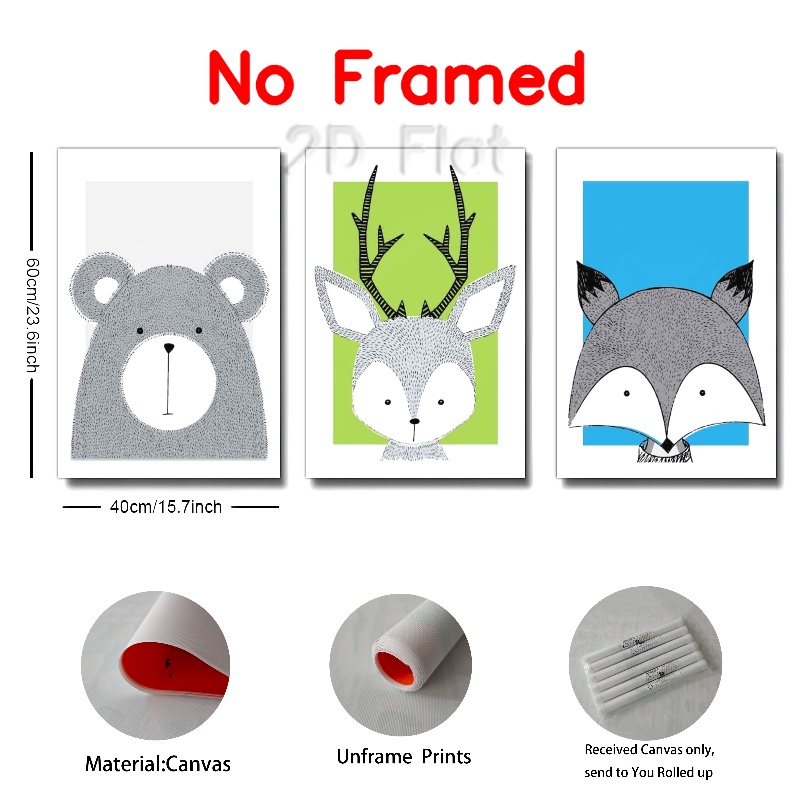 No Framed
2D Flat
60cm/23.6inch
40cm/15.7inch
Material:Canvas
Unframe Prints
Received Canvas only,
send to You Rolled up